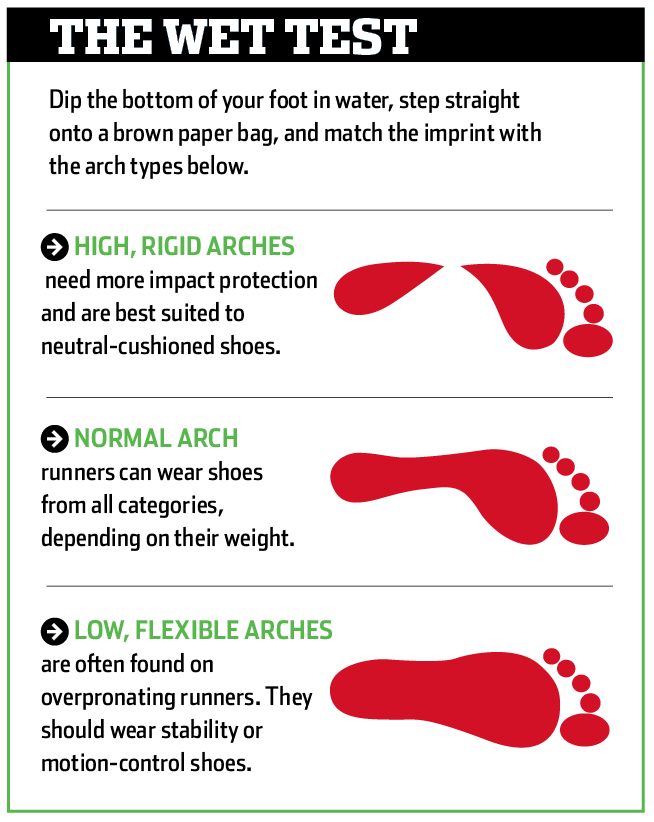 THE WET TEST
Dip the bottom of your foot in water, step straight
onto a brown paper bag, and match the imprint with
the arch types below.
HIGH, RIGID ARCHES
need more impact protection
and are best suited to
neutral-cushioned shoes.
NORMAL ARCH
runners can wear shoes
from all categories,
depending on their weight.
LOW, FLEXIBLE ARCHES
are often found on
overpronating runners. They
should wear stability or
motion-control shoes.